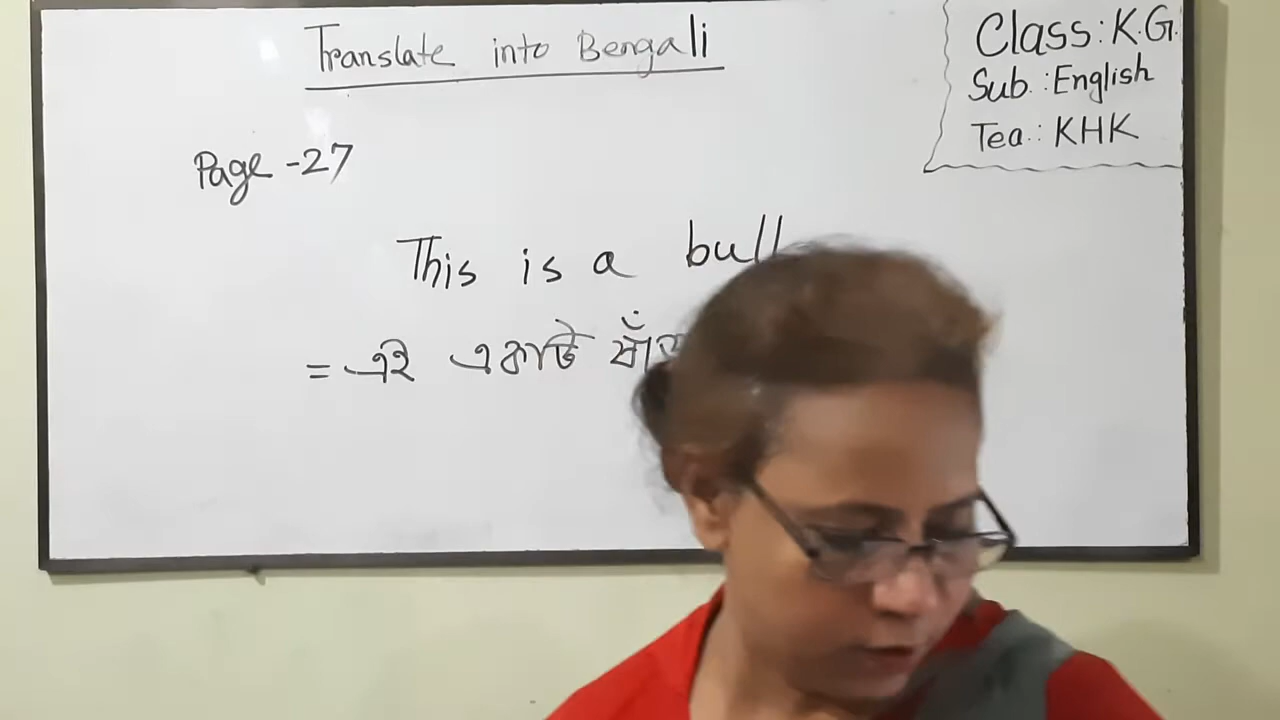 Translate into Bengali
Class: K.G.
Sub : English
Tea : KHK
Page - 27
This is a bull
= এই একটি